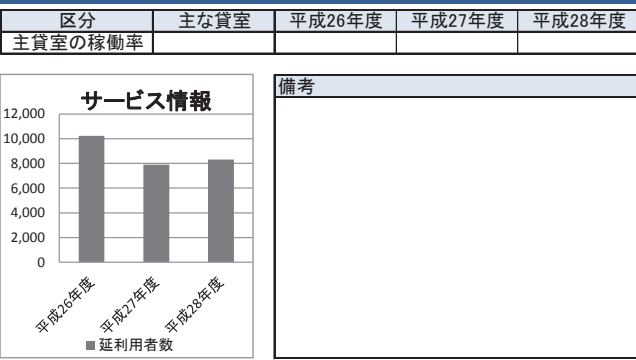 区分 主な貸室 平成26年度 平成27年度 平成28年度
主貸室の稼働率
サービス情報
12,000
10,000
8,000
6,000
4,000
2,000
0
平成26年度
平成27年度
平成28年度
延利用者数
備考